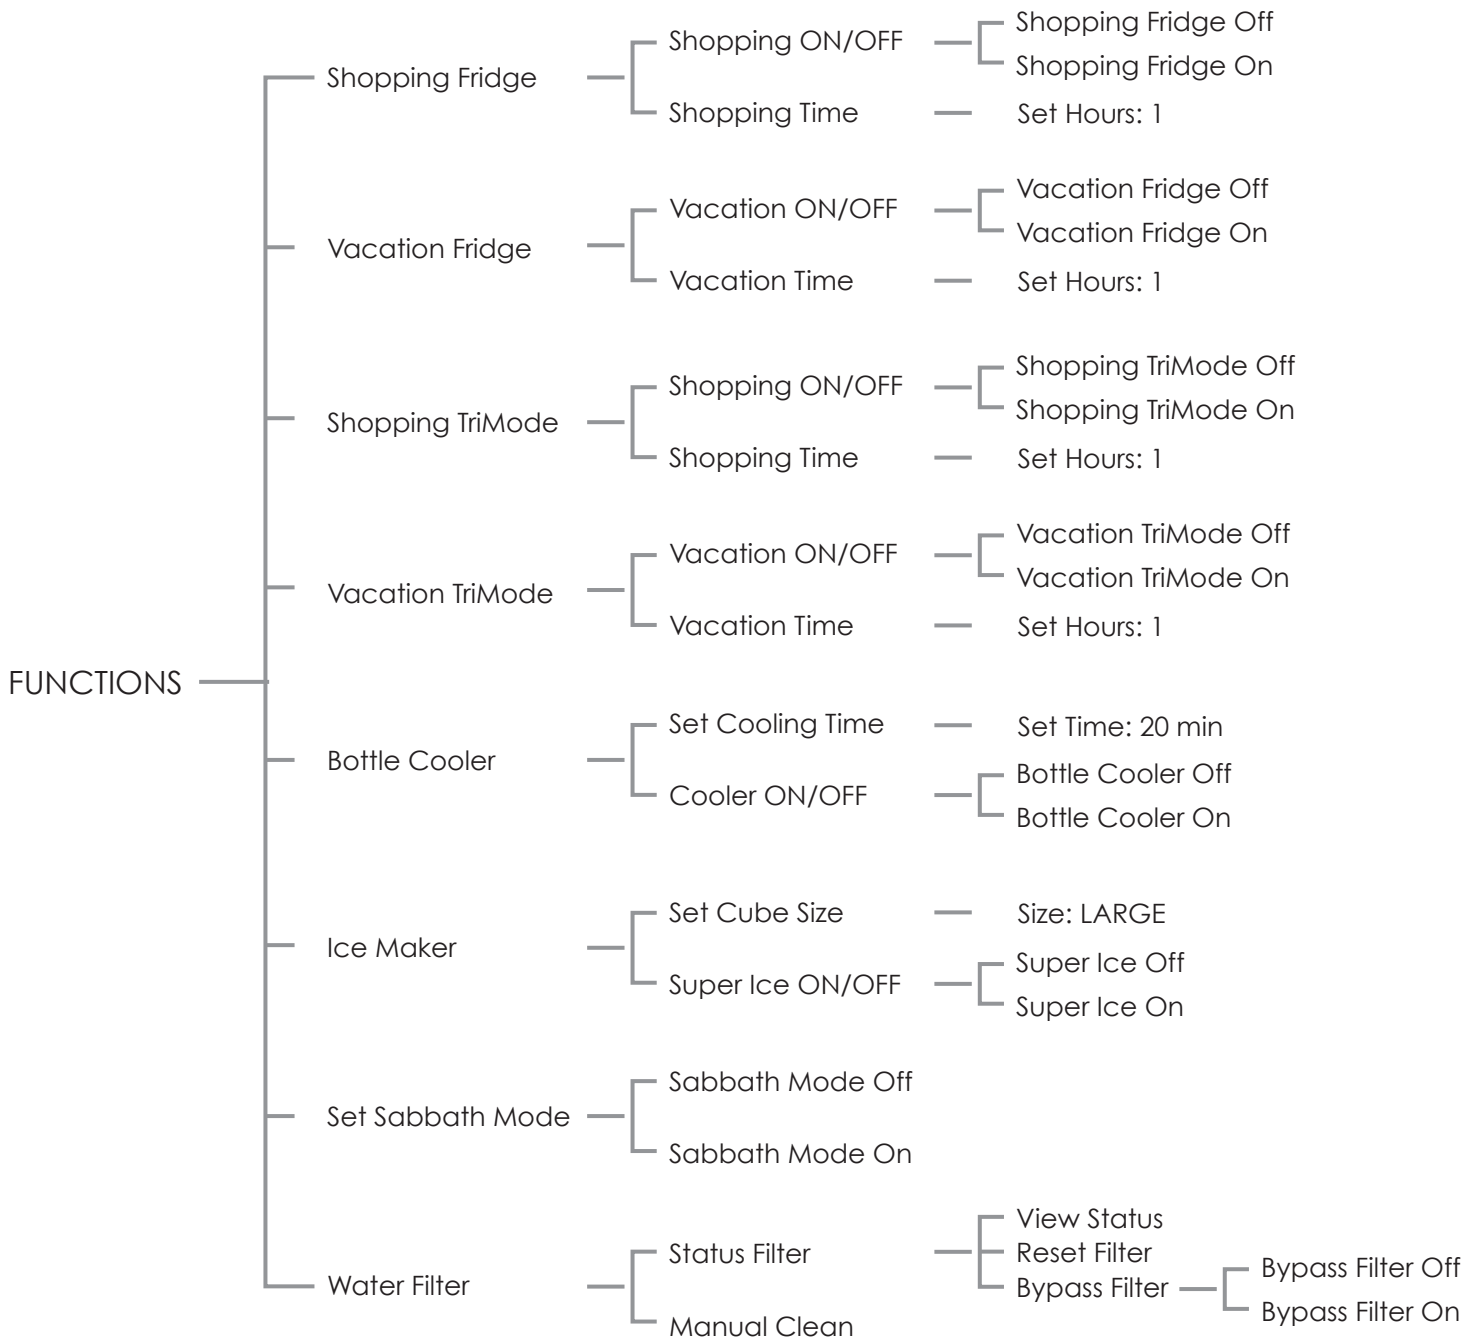 FUNCTIONS
Shopping Fridge
Shopping ON/OFF
Shopping Fridge Off
Shopping Fridge On
Shopping Time
Set Hours: 1
Vacation Fridge
Vacation ON/OFF
Vacation Fridge Off
Vacation Fridge On
Vacation Time
Set Hours: 1
Shopping TriMode
Shopping ON/OFF
Shopping TriMode Off
Shopping TriMode On
Shopping Time
Set Hours: 1
Vacation TriMode
Vacation ON/OFF
Vacation TriMode Off
Vacation TriMode On
Vacation Time
Set Hours: 1
Bottle Cooler
Set Cooling Time
Set Time: 20 min
Cooler ON/OFF
Bottle Cooler Off
Bottle Cooler On
Ice Maker
Set Cube Size
Size: LARGE
Super Ice ON/OFF
Super Ice Off
Super Ice On
Set Sabbath Mode
Sabbath Mode Off
Sabbath Mode On
Water Filter
Status Filter
View Status
Reset Filter
Bypass Filter
Bypass Filter Off
Bypass Filter On
Manual Clean